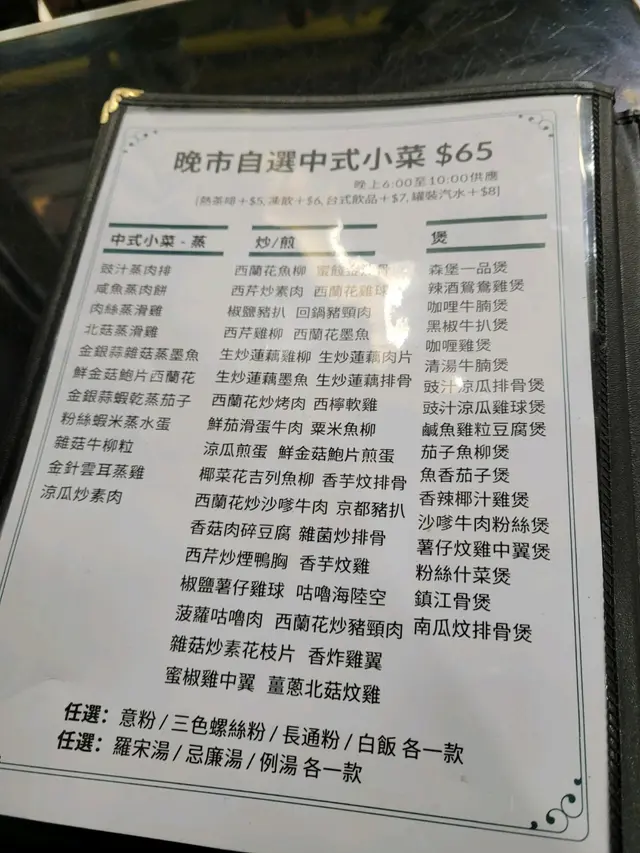 晚市自選中式小菜 $65
晚上6:00至10:00供應
[熱茶啡+$5, 凍飲+$6, 台式飲品+$7, 罐裝汽水+$8]
中式小菜 - 蒸
豉汁蒸肉排
咸魚蒸肉餅
肉絲蒸滑雞
北菇蒸滑雞
金銀蒜雜菇蒸墨魚
鮮金菇鮑片西蘭花
金銀蒜蝦乾蒸茄子
粉絲蝦米蒸水蛋
雜菇牛柳粒
金針雲耳蒸雞
涼瓜炒素肉
炒/煎
西蘭花魚柳
西芹炒素肉 西蘭花雞球
椒鹽豬扒 回鍋豬頸肉
西芹雞柳 西蘭花墨魚
生炒蓮藕雞柳 生炒蓮藕肉片
生炒蓮藕墨魚 生炒蓮藕排骨
西蘭花炒烤肉 西檸軟雞
鮮茄滑蛋牛肉 粟米魚柳
涼瓜煎蛋 鮮金菇鮑片煎蛋
椰菜花吉列魚柳 香芋炆排骨
西蘭花炒沙嗲牛肉 京都豬扒
香菇肉碎豆腐 雜菌炒排骨
西芹炒煙鴨胸 香芋炆雞
椒鹽薯仔雞球 咕嚕海陸空
菠蘿咕嚕肉 西蘭花炒豬頸肉
雜菇炒素花枝片 香炸雞翼
蜜椒雞中翼 薑蔥北菇炆雞
煲
森堡一品煲
辣酒鴛鴦雞煲
咖哩牛腩煲
黑椒牛扒煲
咖喱雞煲
清湯牛腩煲
豉汁涼瓜排骨煲
豉汁涼瓜雞球煲
鹹魚雞粒豆腐煲
茄子魚柳煲
魚香茄子煲
香辣椰汁雞煲
沙嗲牛肉粉絲煲
薯仔炆雞中翼煲
粉絲什菜煲
鎮江骨煲
南瓜炆排骨煲
任選：意粉 / 三色螺絲粉 / 長通粉 / 白飯 各一款
任選：羅宋湯 / 忌廉湯 / 例湯 各一款